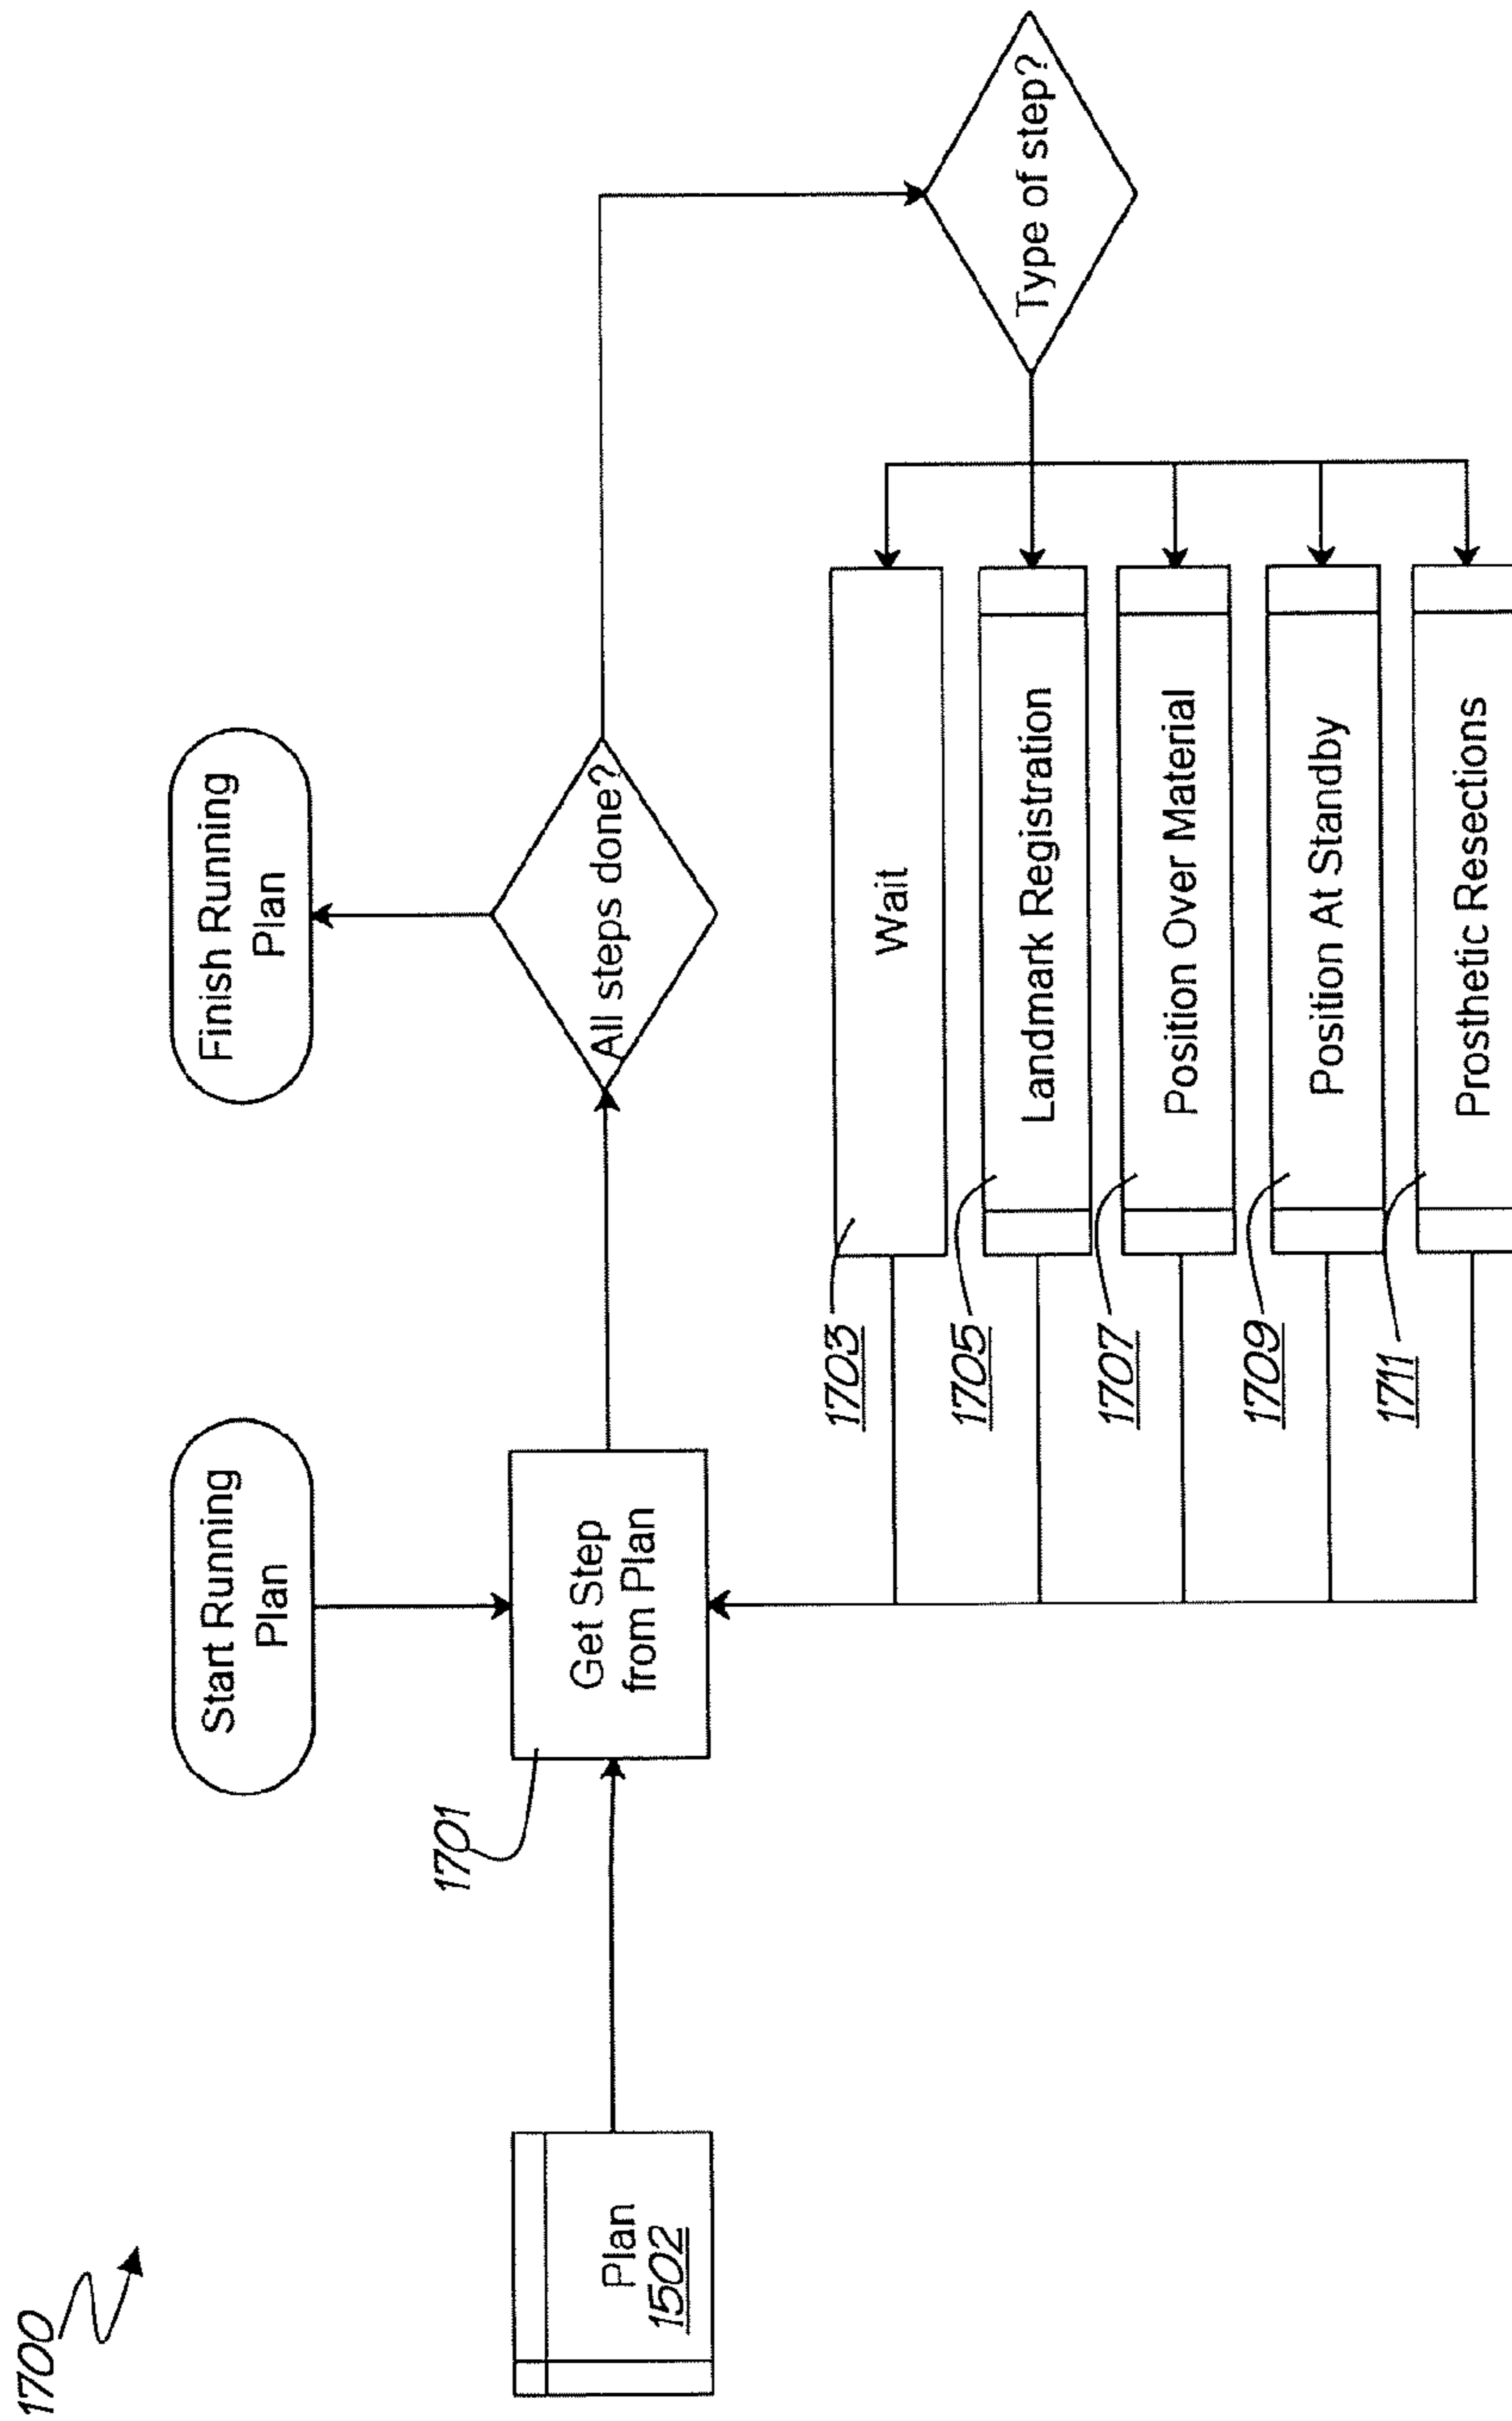 1700
Start Running
Plan
Finish Running
Plan
Plan
1502
1701
Get Step
from Plan
All steps done?
Type of step?
1703
Wait
1705
Landmark Registration
1707
Position Over Material
1709
Position At Standby
1711
Prosthetic Resections